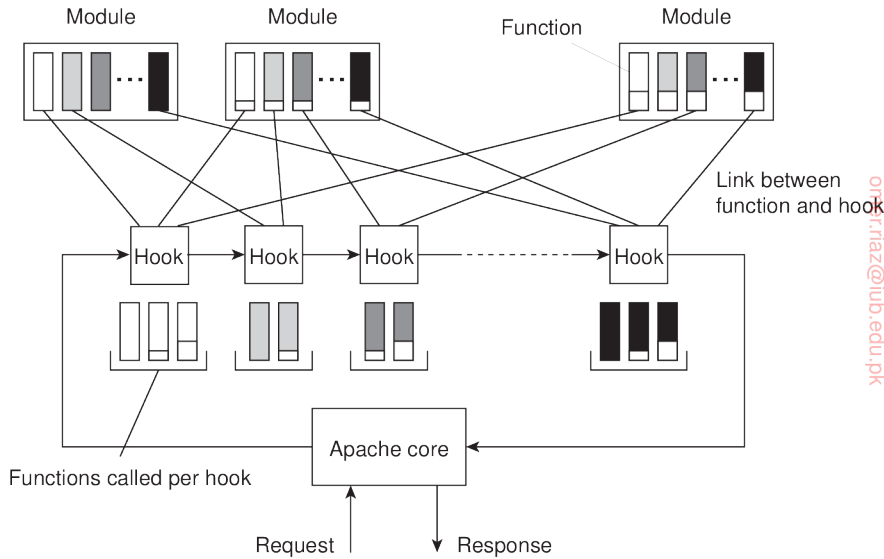 Module
Module
Function
Module
Link between
function and hook
Hook
Hook
Hook
Hook
Apache core
Functions called per hook
Request
Response
omer.riaz@iub.edu.pk